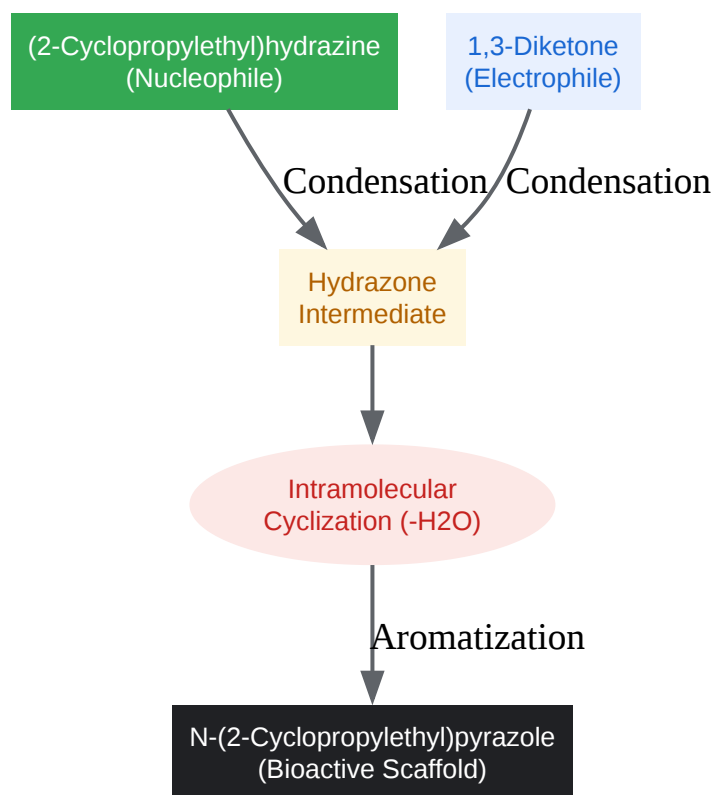 (2-Cyclopropylethyl)hydrazine
(Nucleophile)
1,3-Diketone
(Electrophile)
Condensation
Condensation
Hydrazone
Intermediate
Intramolecular
Cyclization (-H2O)
Aromatization
N-(2-Cyclopropylethyl)pyrazole
(Bioactive Scaffold)